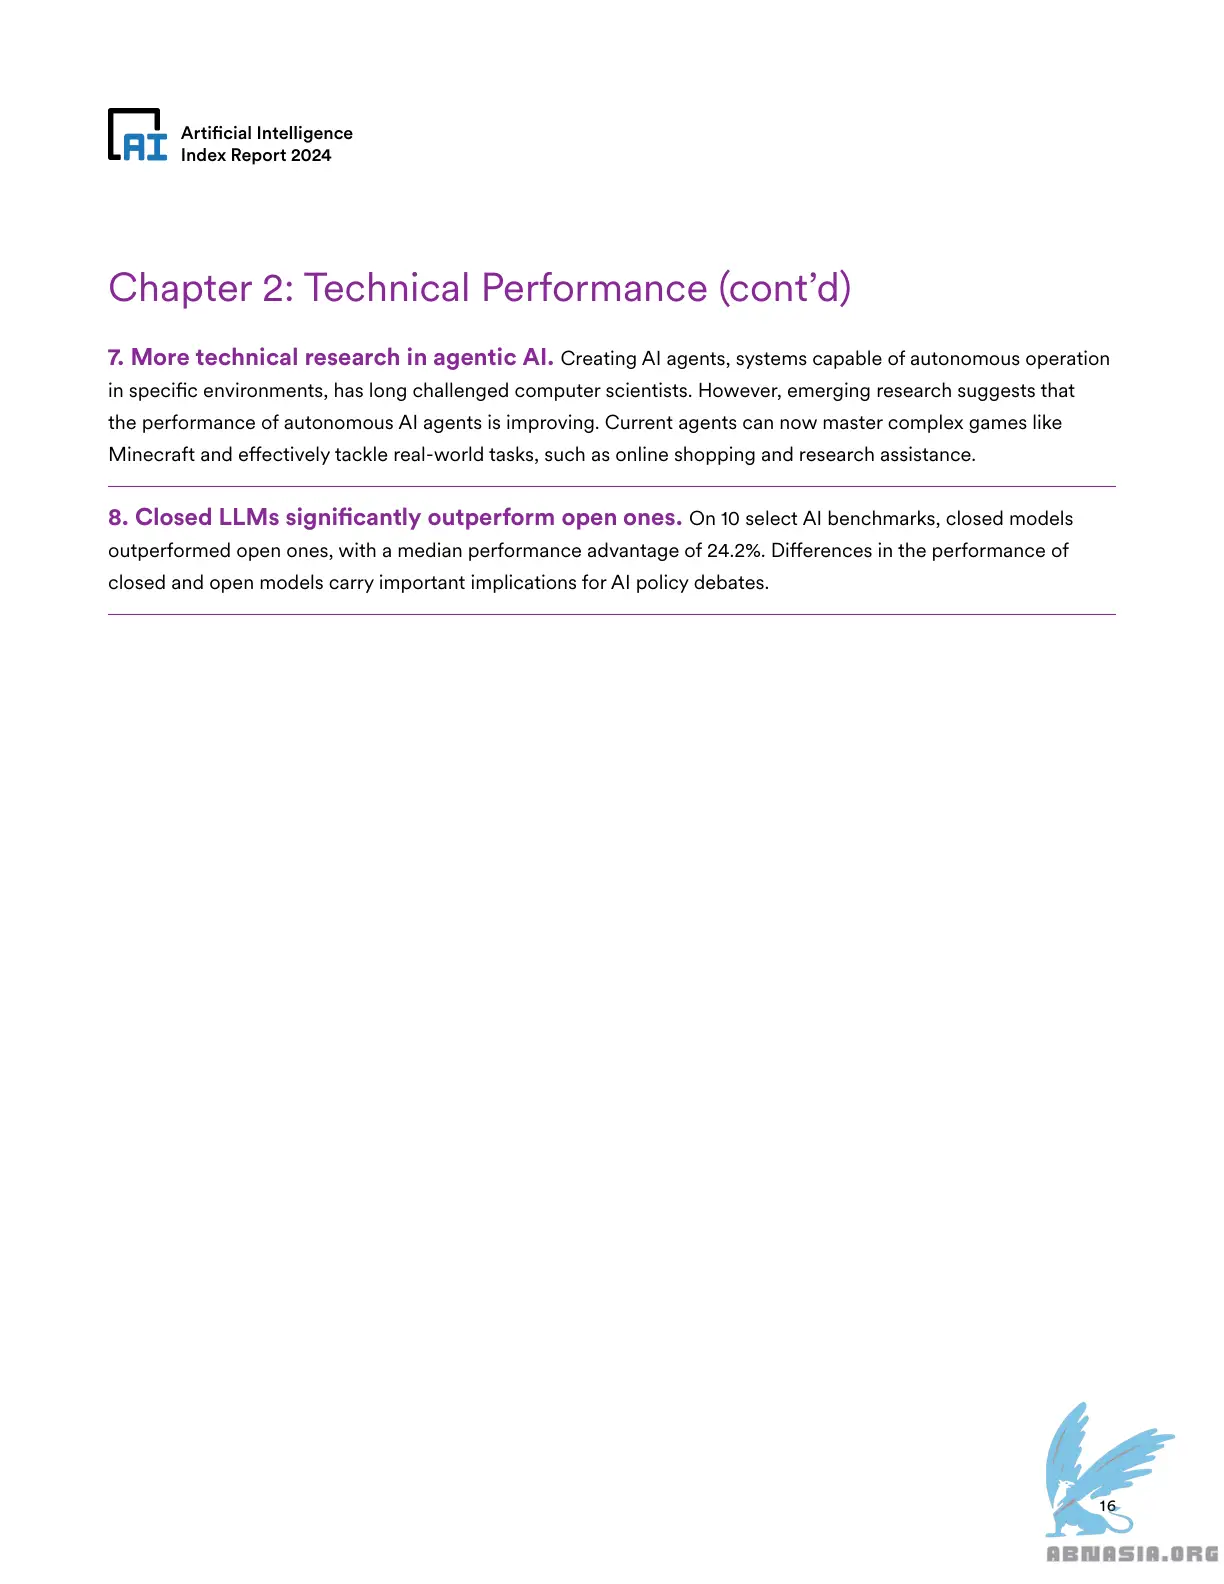 AI
Artificial Intelligence
Index Report 2024
Chapter 2: Technical Performance (cont’d)
7. More technical research in agentic AI. Creating AI agents, systems capable of autonomous operation
in specific environments, has long challenged computer scientists. However, emerging research suggests that
the performance of autonomous AI agents is improving. Current agents can now master complex games like
Minecraft and effectively tackle real-world tasks, such as online shopping and research assistance.
8. Closed LLMs significantly outperform open ones. On 10 select AI benchmarks, closed models
outperformed open ones, with a median performance advantage of 24.2%. Differences in the performance of
closed and open models carry important implications for AI policy debates.
16
ABNASIA.ORG